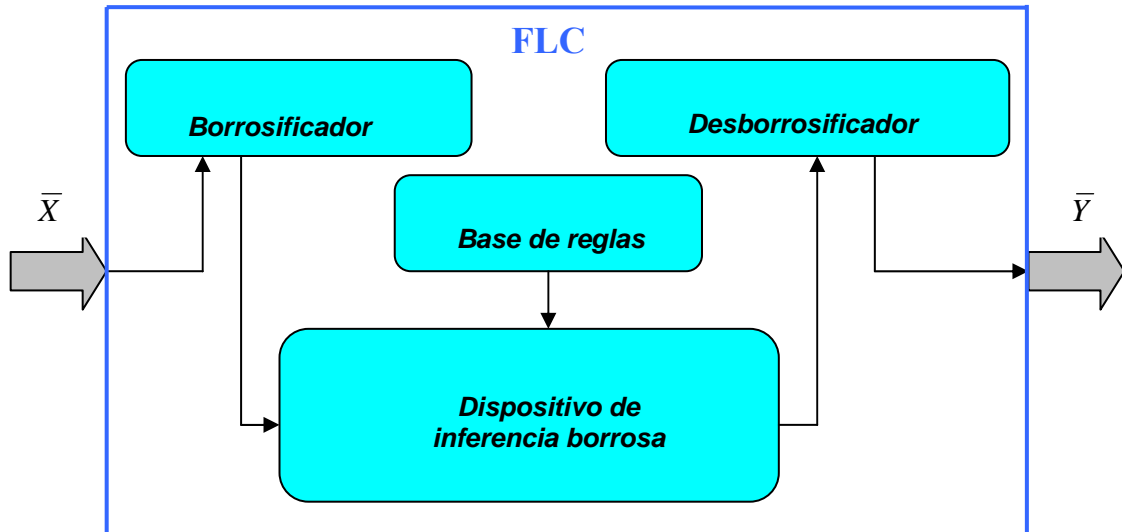 FLC
Borrosificador
Desborrosificador
X̅
Base de reglas
Y̅
Dispositivo de
inferencia borrosa